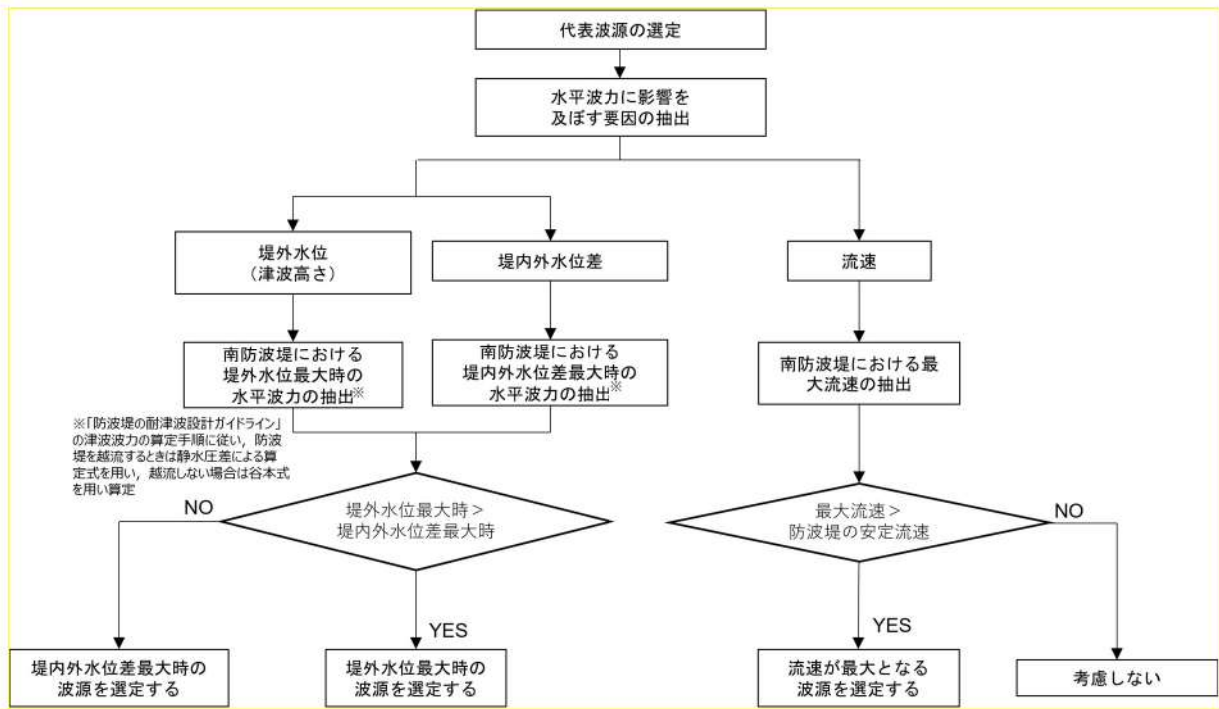 代表波源の選定
水平波力に影響を
及ぼす要因の抽出
堤外水位
（津波高さ）
堤内外水位差
流速
南防波堤における
堤外水位最大時の
水平波力の抽出※
南防波堤における
堤内外水位差最大時の
水平波力の抽出※
南防波堤における最
大流速の抽出
※「防波堤の耐津波設計ガイドライン」
の津波波力の算定手順に従い，防波
堤を越流するときは静水圧差による算
定式を用い，越流しない場合は谷本式
を用い算定
NO
堤外水位最大時＞
堤内外水位差最大時
最大流速＞
防波堤の安定流速
NO
YES
YES
堤内外水位差最大時の
波源を選定する
堤外水位最大時の
波源を選定する
流速が最大となる
波源を選定する
考慮しない